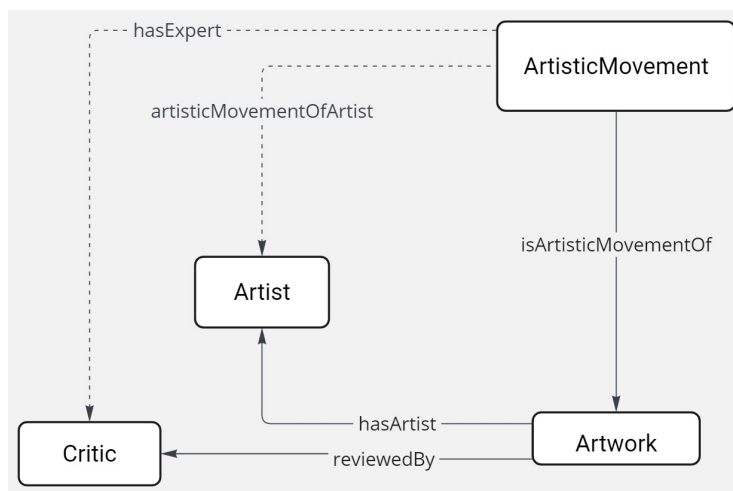 hasExpert
ArtisticMovement
artisticMovementOfArtist
isArtisticMovementOf
Artist
hasArtist
Artwork
Critic
reviewedBy